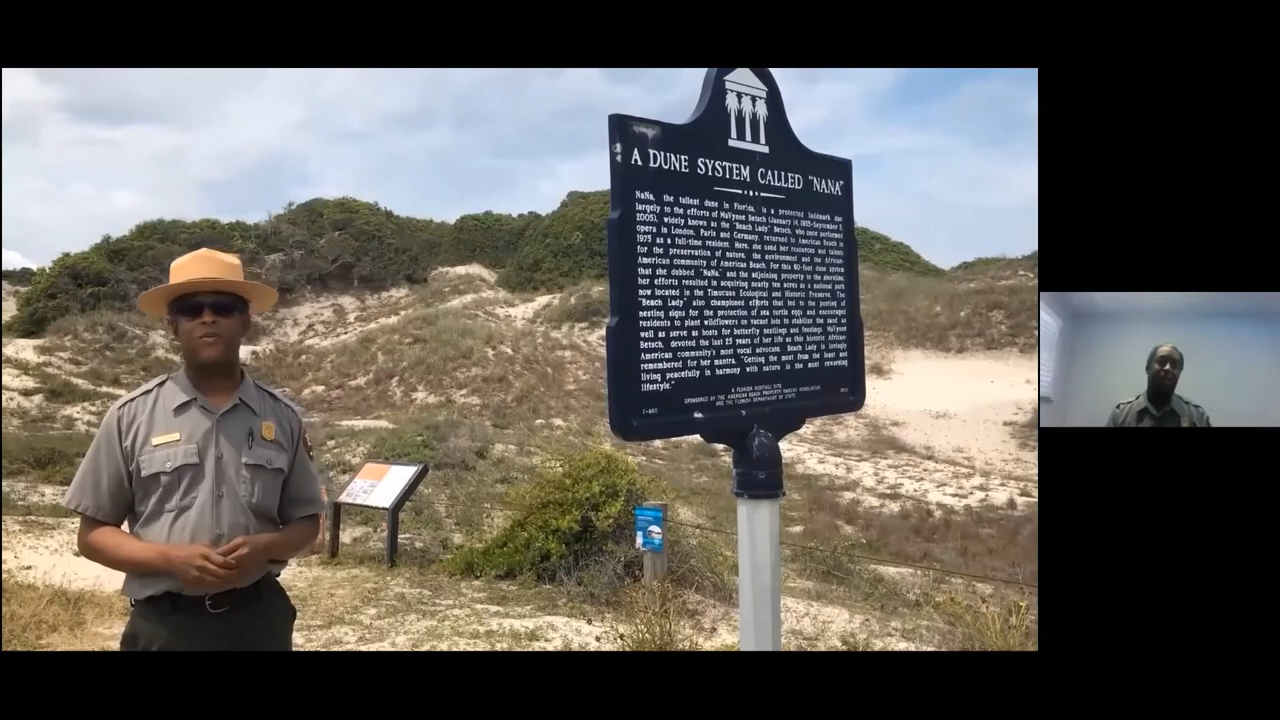 A DUNE SYSTEM CALLED "NANA"
NaNa, the tallest dune in Florida, is a protected landmark due
largely to the efforts of MaVynne Betsch (January 14, 1935-September 5,
2005), widely known as the "Beach Lady." Betsch, who once performed
opera in London, Paris and Germany, returned to American Beach in
1975 as a full-time resident. Here, she used her resources and talents
for the preservation of nature, the environment and the African-
American community of American Beach. For this 60-foot dune system
that she dubbed "NaNa," and the adjoining property to the shoreline,
her efforts resulted in acquiring nearly ten acres as a national park
now located in the Timucuan Ecological and Historic Preserve. The
"Beach Lady" also championed efforts that led to the posting of
nesting signs for the protection of sea turtle eggs and encouraged
residents to plant wildflowers on vacant lots to stabilize the sand as
well as serve as hosts for butterfly nestlings and feedings. MaVynne
Betsch, devoted the last 25 years of her life as this historic African-
American community's most vocal advocate. Beach Lady is lovingly
remembered for her mantra, "Getting the most from the least and
living peacefully in harmony with nature is the most rewarding
lifestyle."
A FLORIDA HERITAGE SITE
SPONSORED BY THE AMERICAN BEACH PROPERTY OWNERS ASSOCIATION
AND THE FLORIDA DEPARTMENT OF STATE
F-660